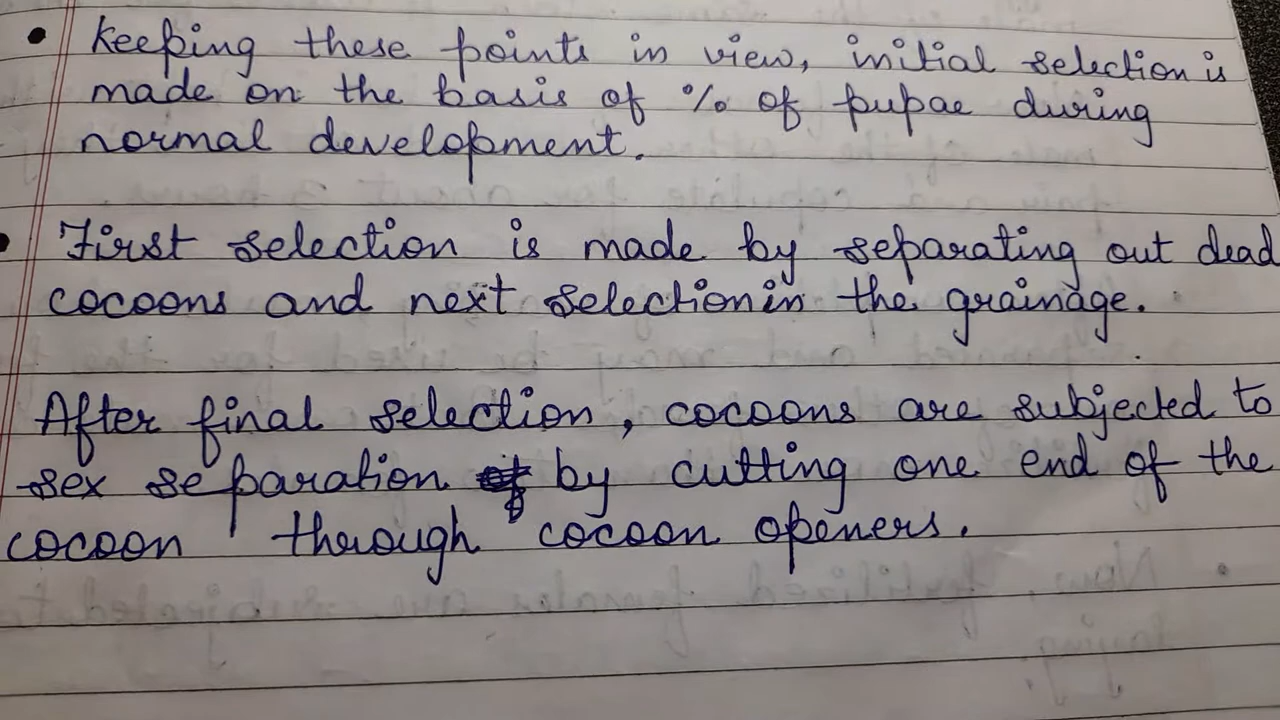 • Keeping these points in view, initial selection is
made on the basis of % of pupae during
normal development.
• First selection is made by separating out dead
cocoons and next selection in the grainage.
After final selection, cocoons are subjected to
sex separation by cutting one end of the
cocoon through cocoon openers.